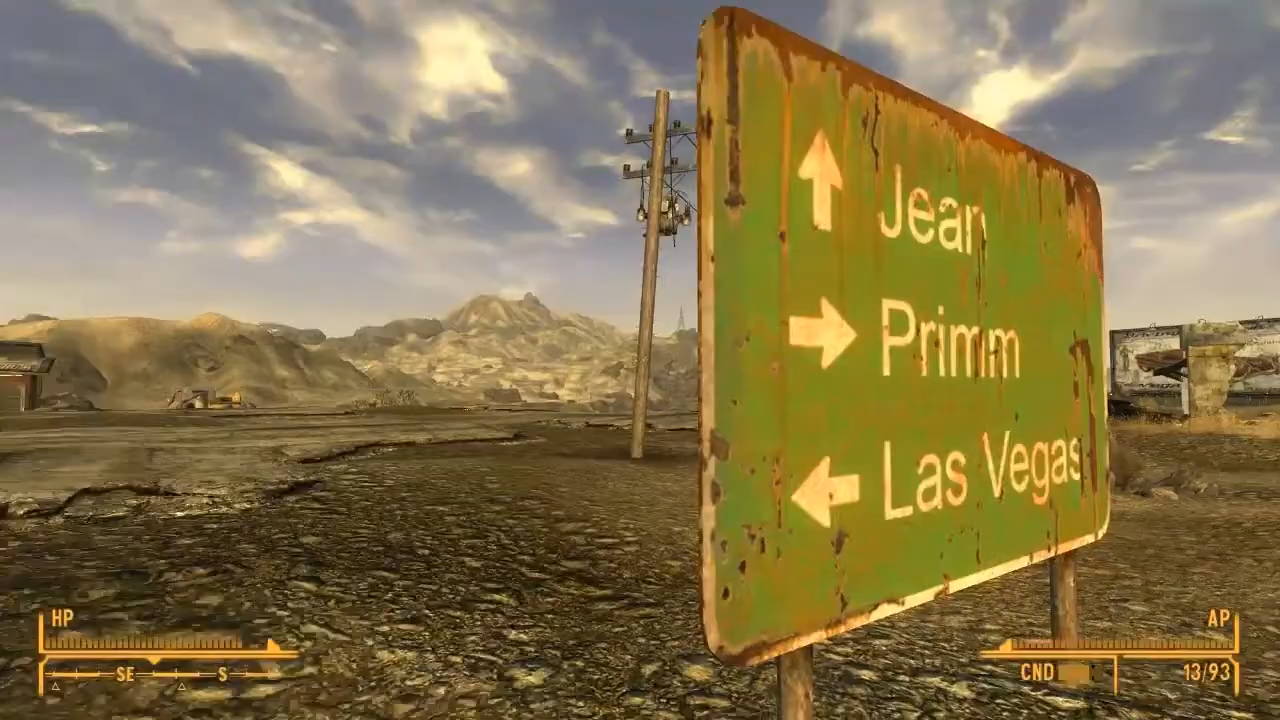 Jean
Primm
Las Vegas
HP
SE
S
AP
CND
13/93